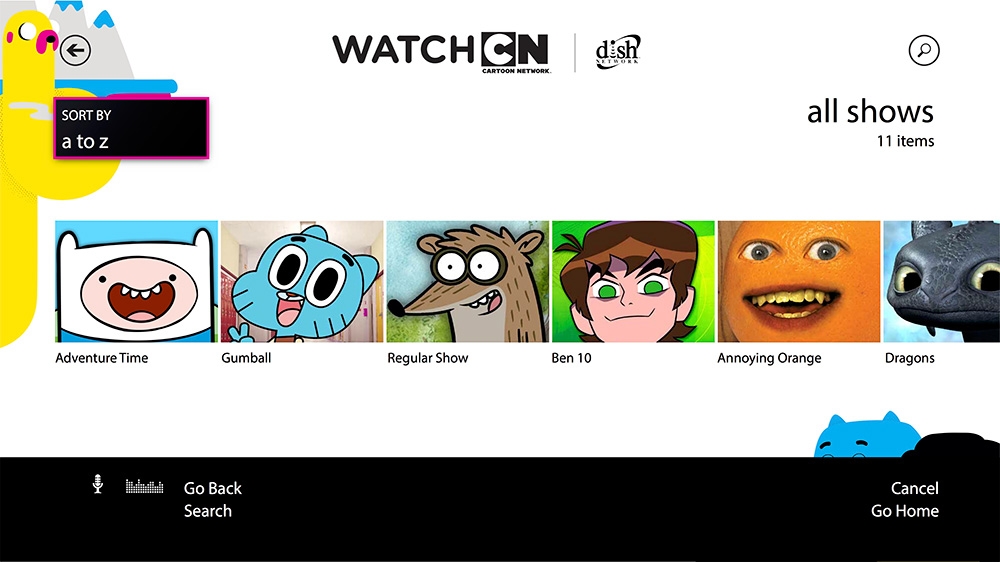 WATCH CN
CARTOON NETWORK
dish
NETWORK
SORT BY
a to z
all shows
11 items
Adventure Time
Gumball
Regular Show
Ben 10
Annoying Orange
Dragons
Go Back
Search
Cancel
Go Home